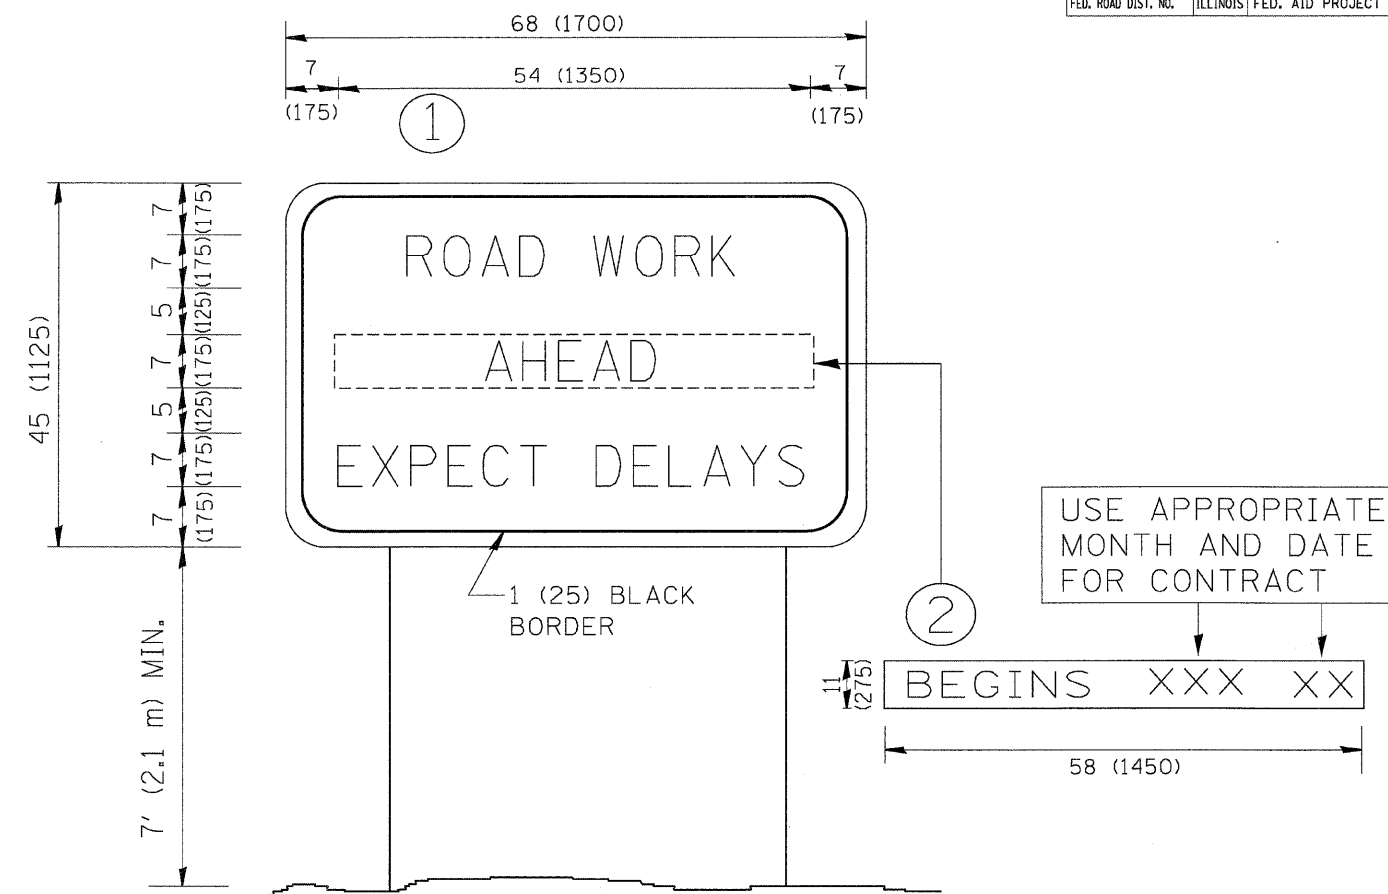 FED. ROAD DIST. NO. ILLINOIS FED. AID PROJECT
68 (1700)
7 54 (1350) 7
(175) (175)
1
7 (175)
7 (175)
5 (125)
7 (175)
5 (125)
7 (175)
7 (175)
45 (1125)
ROAD WORK
AHEAD
EXPECT DELAYS
1 (25) BLACK
BORDER
7' (2.1 m) MIN.
USE APPROPRIATE
MONTH AND DATE
FOR CONTRACT
2
11
(275)
BEGINS XXX XX
58 (1450)